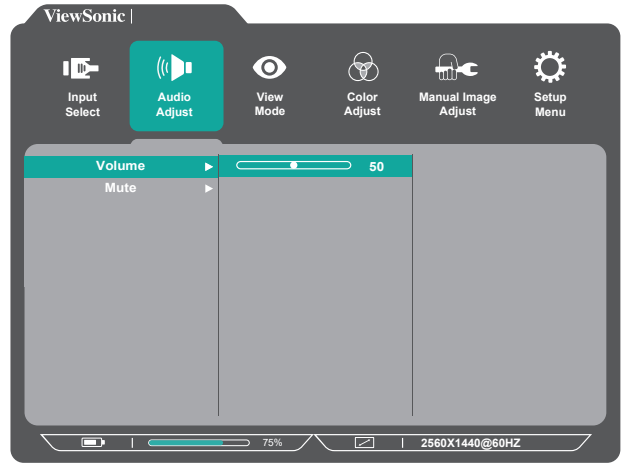 ViewSonic
Input Select
Audio Adjust
View Mode
Color Adjust
Manual Image Adjust
Setup Menu
Volume 50
Mute
75% 2560X1440@60HZ